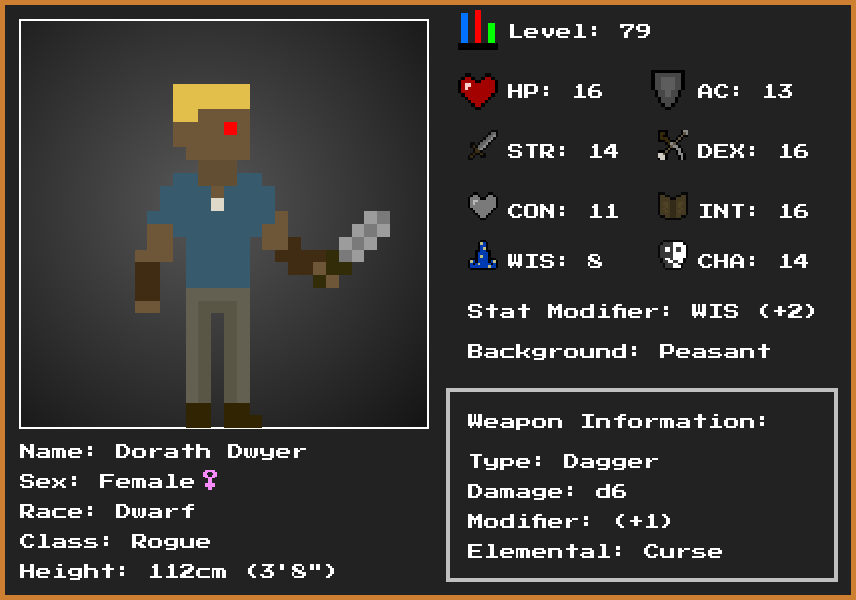 Level: 79
HP: 16
AC: 13
STR: 14
DEX: 16
CON: 11
INT: 16
WIS: 8
CHA: 14
Stat Modifier: WIS (+2)
Background: Peasant
Weapon Information:
Type: Dagger
Damage: d6
Modifier: (+1)
Elemental: Curse
Name: Dorath Dwyer
Sex: Female♀
Race: Dwarf
Class: Rogue
Height: 112cm (3'8")